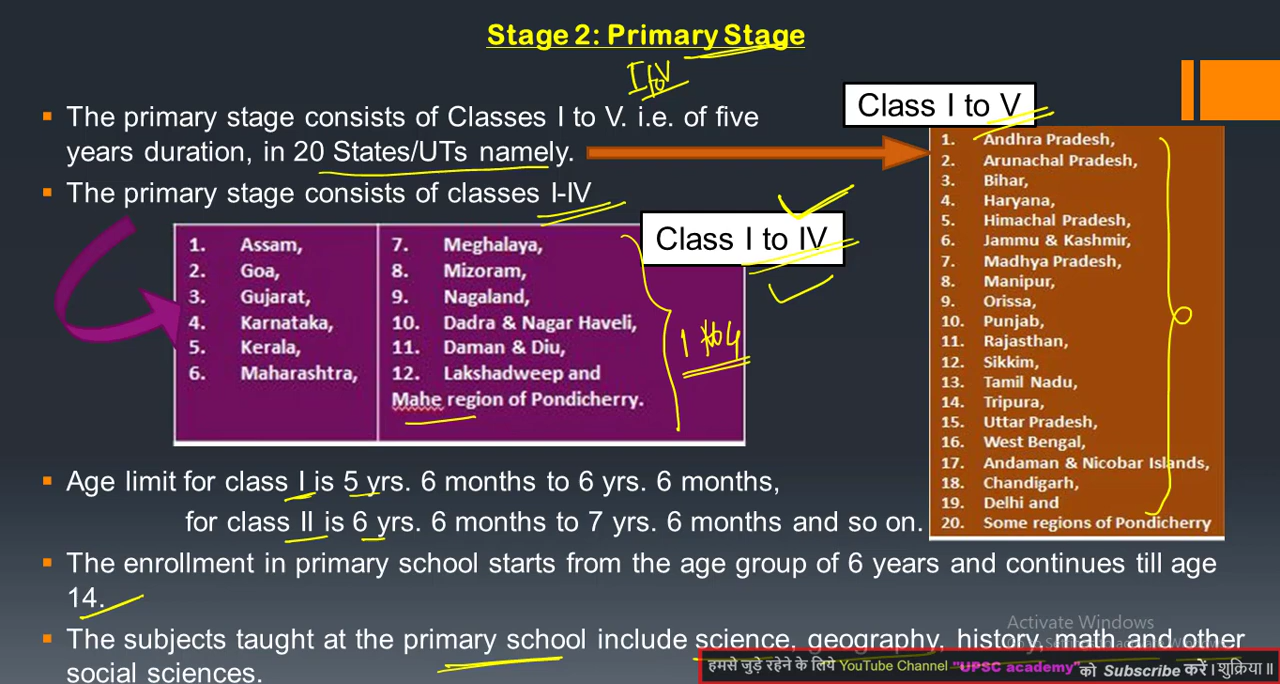 Stage 2: Primary Stage
I to V
The primary stage consists of Classes I to V. i.e. of five
years duration, in 20 States/UTs namely.
The primary stage consists of classes I-IV
Class I to V
1. Andhra Pradesh,
2. Arunachal Pradesh,
3. Bihar,
4. Haryana,
5. Himachal Pradesh,
6. Jammu & Kashmir,
7. Madhya Pradesh,
8. Manipur,
9. Orissa,
10. Punjab,
11. Rajasthan,
12. Sikkim,
13. Tamil Nadu,
14. Tripura,
15. Uttar Pradesh,
16. West Bengal,
17. Andaman & Nicobar Islands,
18. Chandigarh,
19. Delhi and
20. Some regions of Pondicherry
Class I to IV
1. Assam,
2. Goa,
3. Gujarat,
4. Karnataka,
5. Kerala,
6. Maharashtra,
7. Meghalaya,
8. Mizoram,
9. Nagaland,
10. Dadra & Nagar Haveli,
11. Daman & Diu,
12. Lakshadweep and
Mahe region of Pondicherry.
1 to 4
Age limit for class I is 5 yrs. 6 months to 6 yrs. 6 months,
for class II is 6 yrs. 6 months to 7 yrs. 6 months and so on.
The enrollment in primary school starts from the age group of 6 years and continues till age
14.
The subjects taught at the primary school include science, geography, history, math and other
social sciences.
Activate Windows
हमसे जुड़े रहेने के लिये YouTube Channel "UPSC academy" को Subscribe करें । शुक्रिया ॥